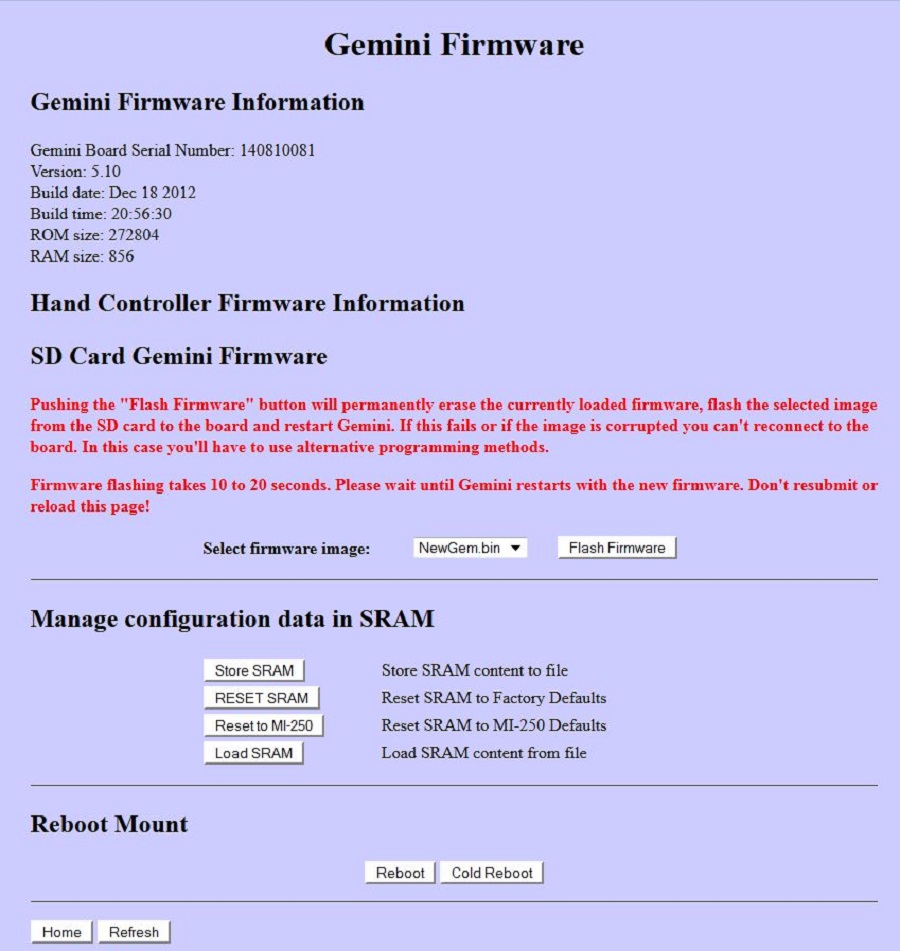 Gemini Firmware
Gemini Firmware Information
Gemini Board Serial Number: 140810081
Version: 5.10
Build date: Dec 18 2012
Build time: 20:56:30
ROM size: 272804
RAM size: 856
Hand Controller Firmware Information
SD Card Gemini Firmware
Pushing the "Flash Firmware" button will permanently erase the currently loaded firmware, flash the selected image
from the SD card to the board and restart Gemini. If this fails or if the image is corrupted you can't reconnect to the
board. In this case you'll have to use alternative programming methods.
Firmware flashing takes 10 to 20 seconds. Please wait until Gemini restarts with the new firmware. Don't resubmit or
reload this page!
Select firmware image: NewGem.bin Flash Firmware
Manage configuration data in SRAM
Store SRAM Store SRAM content to file
RESET SRAM Reset SRAM to Factory Defaults
Reset to MI-250 Reset SRAM to MI-250 Defaults
Load SRAM Load SRAM content from file
Reboot Mount
Reboot Cold Reboot
Home Refresh